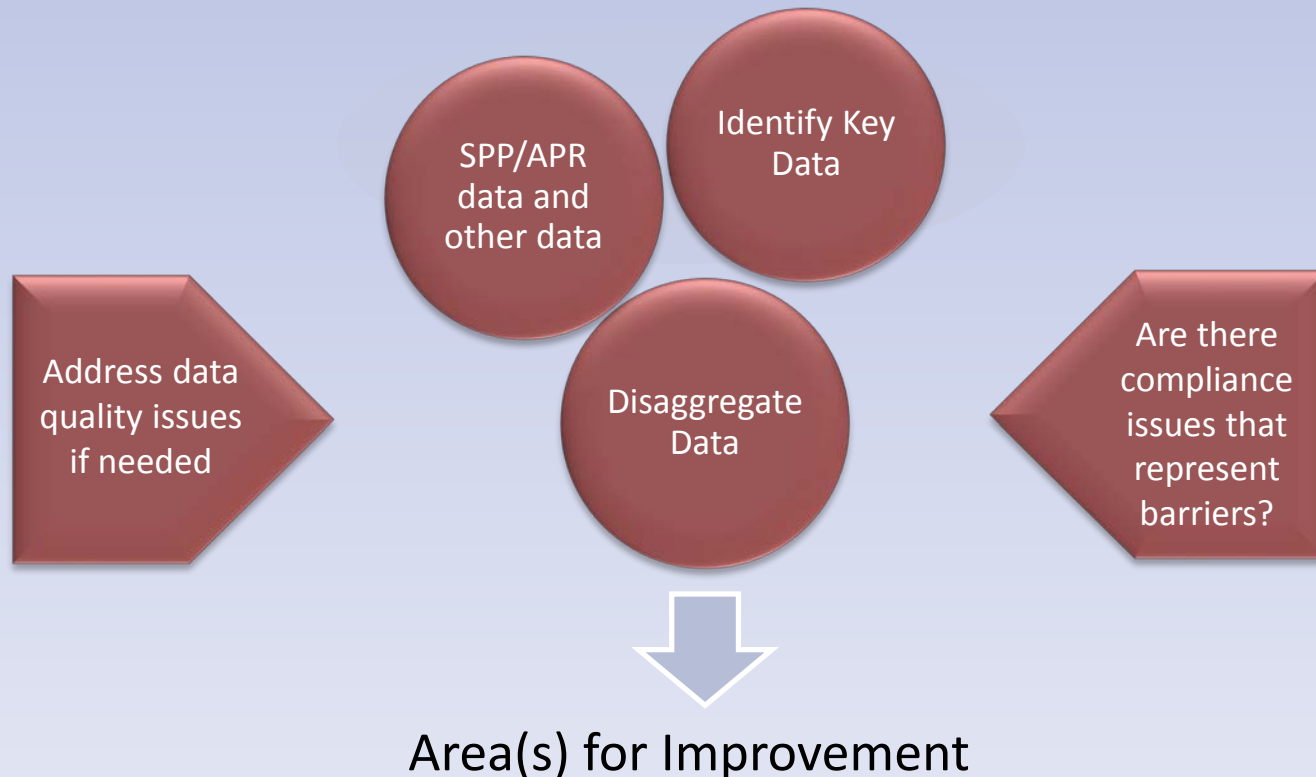 SPP/APR
data and
other data
Identify Key
Data
Address data
quality issues
if needed
Disaggregate
Data
Are there
compliance
issues that
represent
barriers?
Area(s) for Improvement